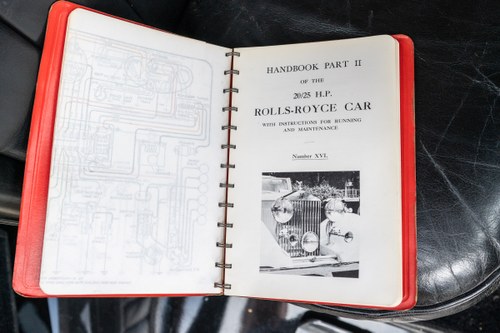 HANDBOOK PART II
OF THE
20/25 H.P.
ROLLS-ROYCE CAR
WITH INSTRUCTIONS FOR RUNNING
AND MAINTENANCE
Number XVI.